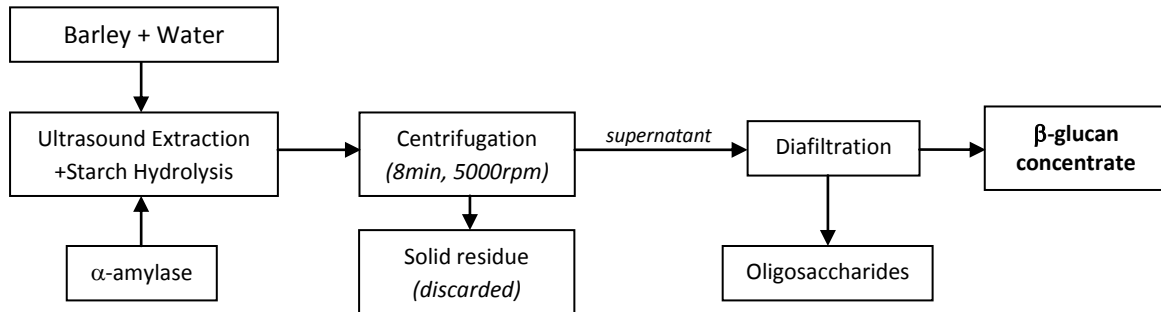 Barley + Water
Ultrasound Extraction
+Starch Hydrolysis
α-amylase
Centrifugation
(8min, 5000rpm)
Solid residue
(discarded)
supernatant
Diafiltration
Oligosaccharides
β-glucan
concentrate